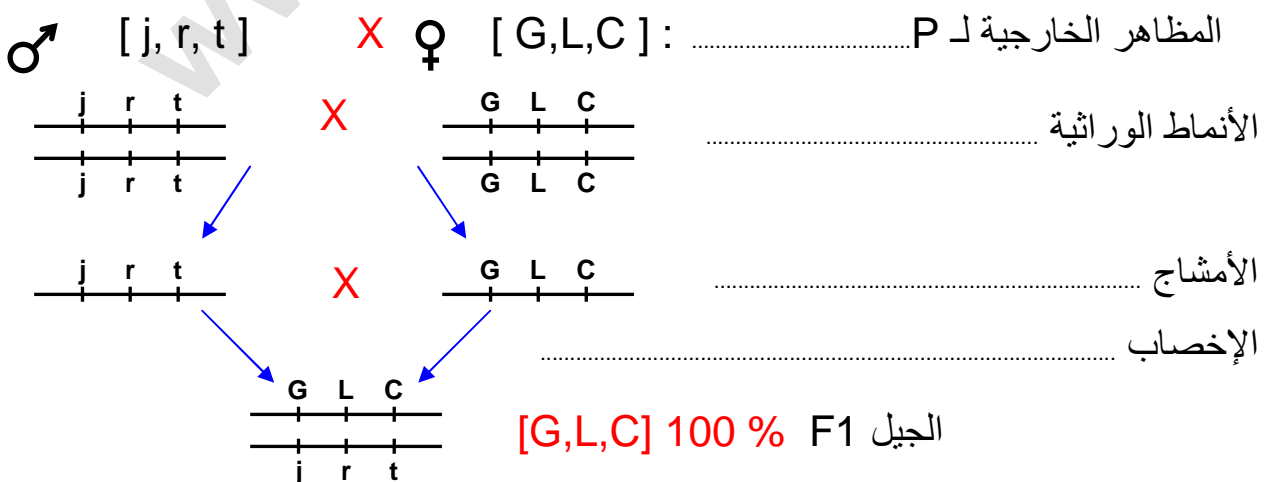 المظاهر الخارجية لـ P.................................... : [ G,L,C ] ♀ X [ j, r, t ] ♂
j r t X G L C الأنماط الوراثية ....................................................
j r t G L C
j r t X G L C الأمشاج ....................................................................
الإخصاب ...........................................................................................
G L C
الجيل F1 [G,L,C] 100 %
j r t